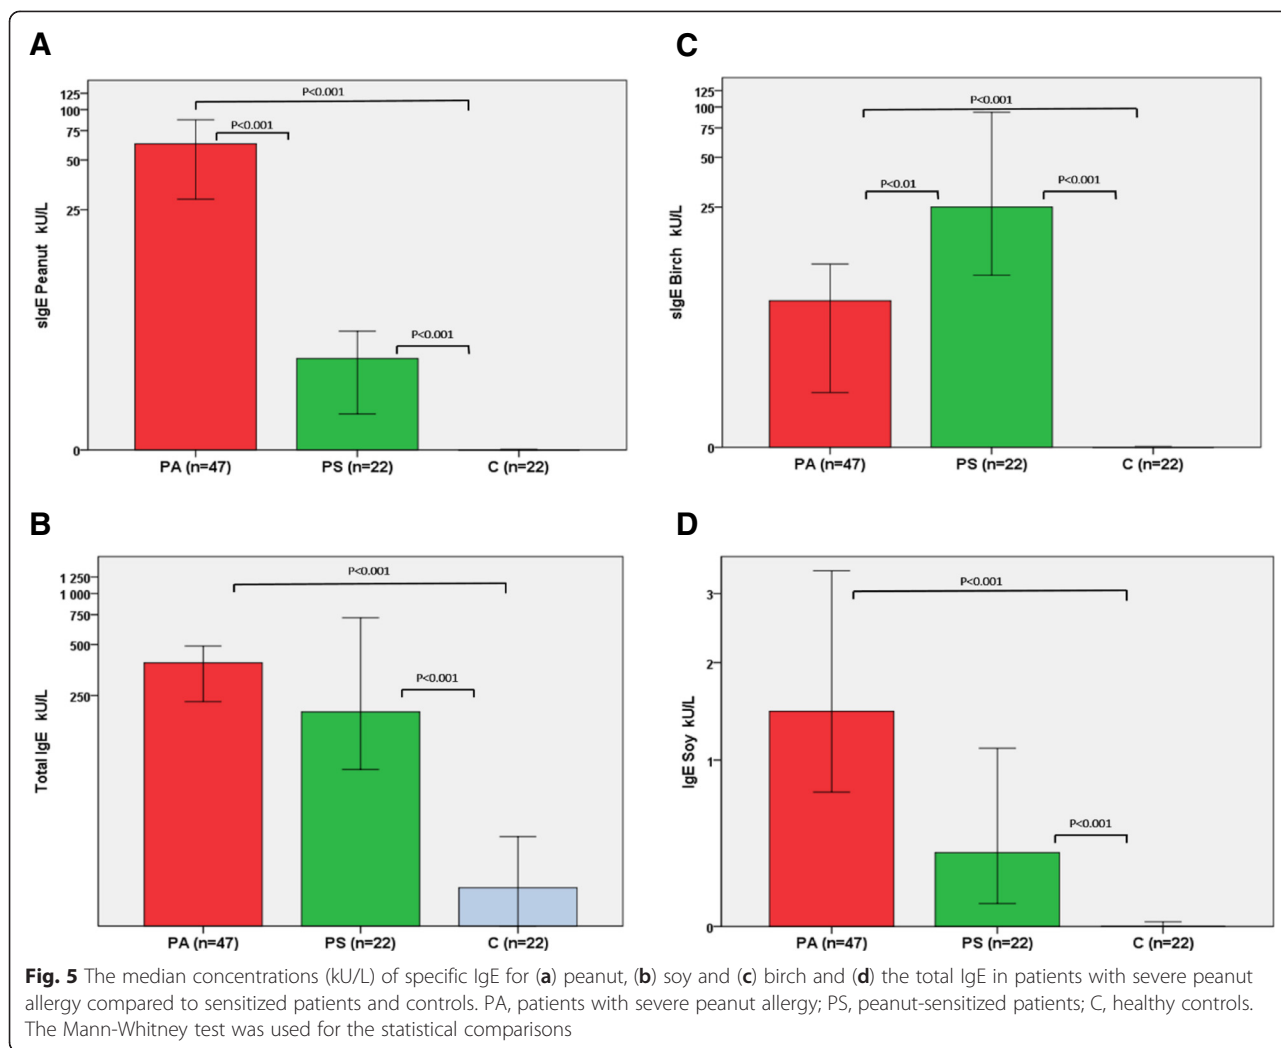 A
125
100
75
50
25
0
sIgE Peanut kU/L
P<0.001
P<0.001
P<0.001
PA (n=47) PS (n=22) C (n=22)
C
125
100
75
50
25
0
sIgE Birch kU/L
P<0.001
P<0.01 P<0.001
PA (n=47) PS (n=22) C (n=22)
B
1 250
1 000
750
500
250
Total IgE kU/L
P<0.001
P<0.001
PA (n=47) PS (n=22) C (n=22)
D
3
2
1
0
IgE Soy kU/L
P<0.001
P<0.001
PA (n=47) PS (n=22) C (n=22)
Fig. 5 The median concentrations (kU/L) of specific IgE for (a) peanut, (b) soy and (c) birch and (d) the total IgE in patients with severe peanut
allergy compared to sensitized patients and controls. PA, patients with severe peanut allergy; PS, peanut-sensitized patients; C, healthy controls.
The Mann-Whitney test was used for the statistical comparisons